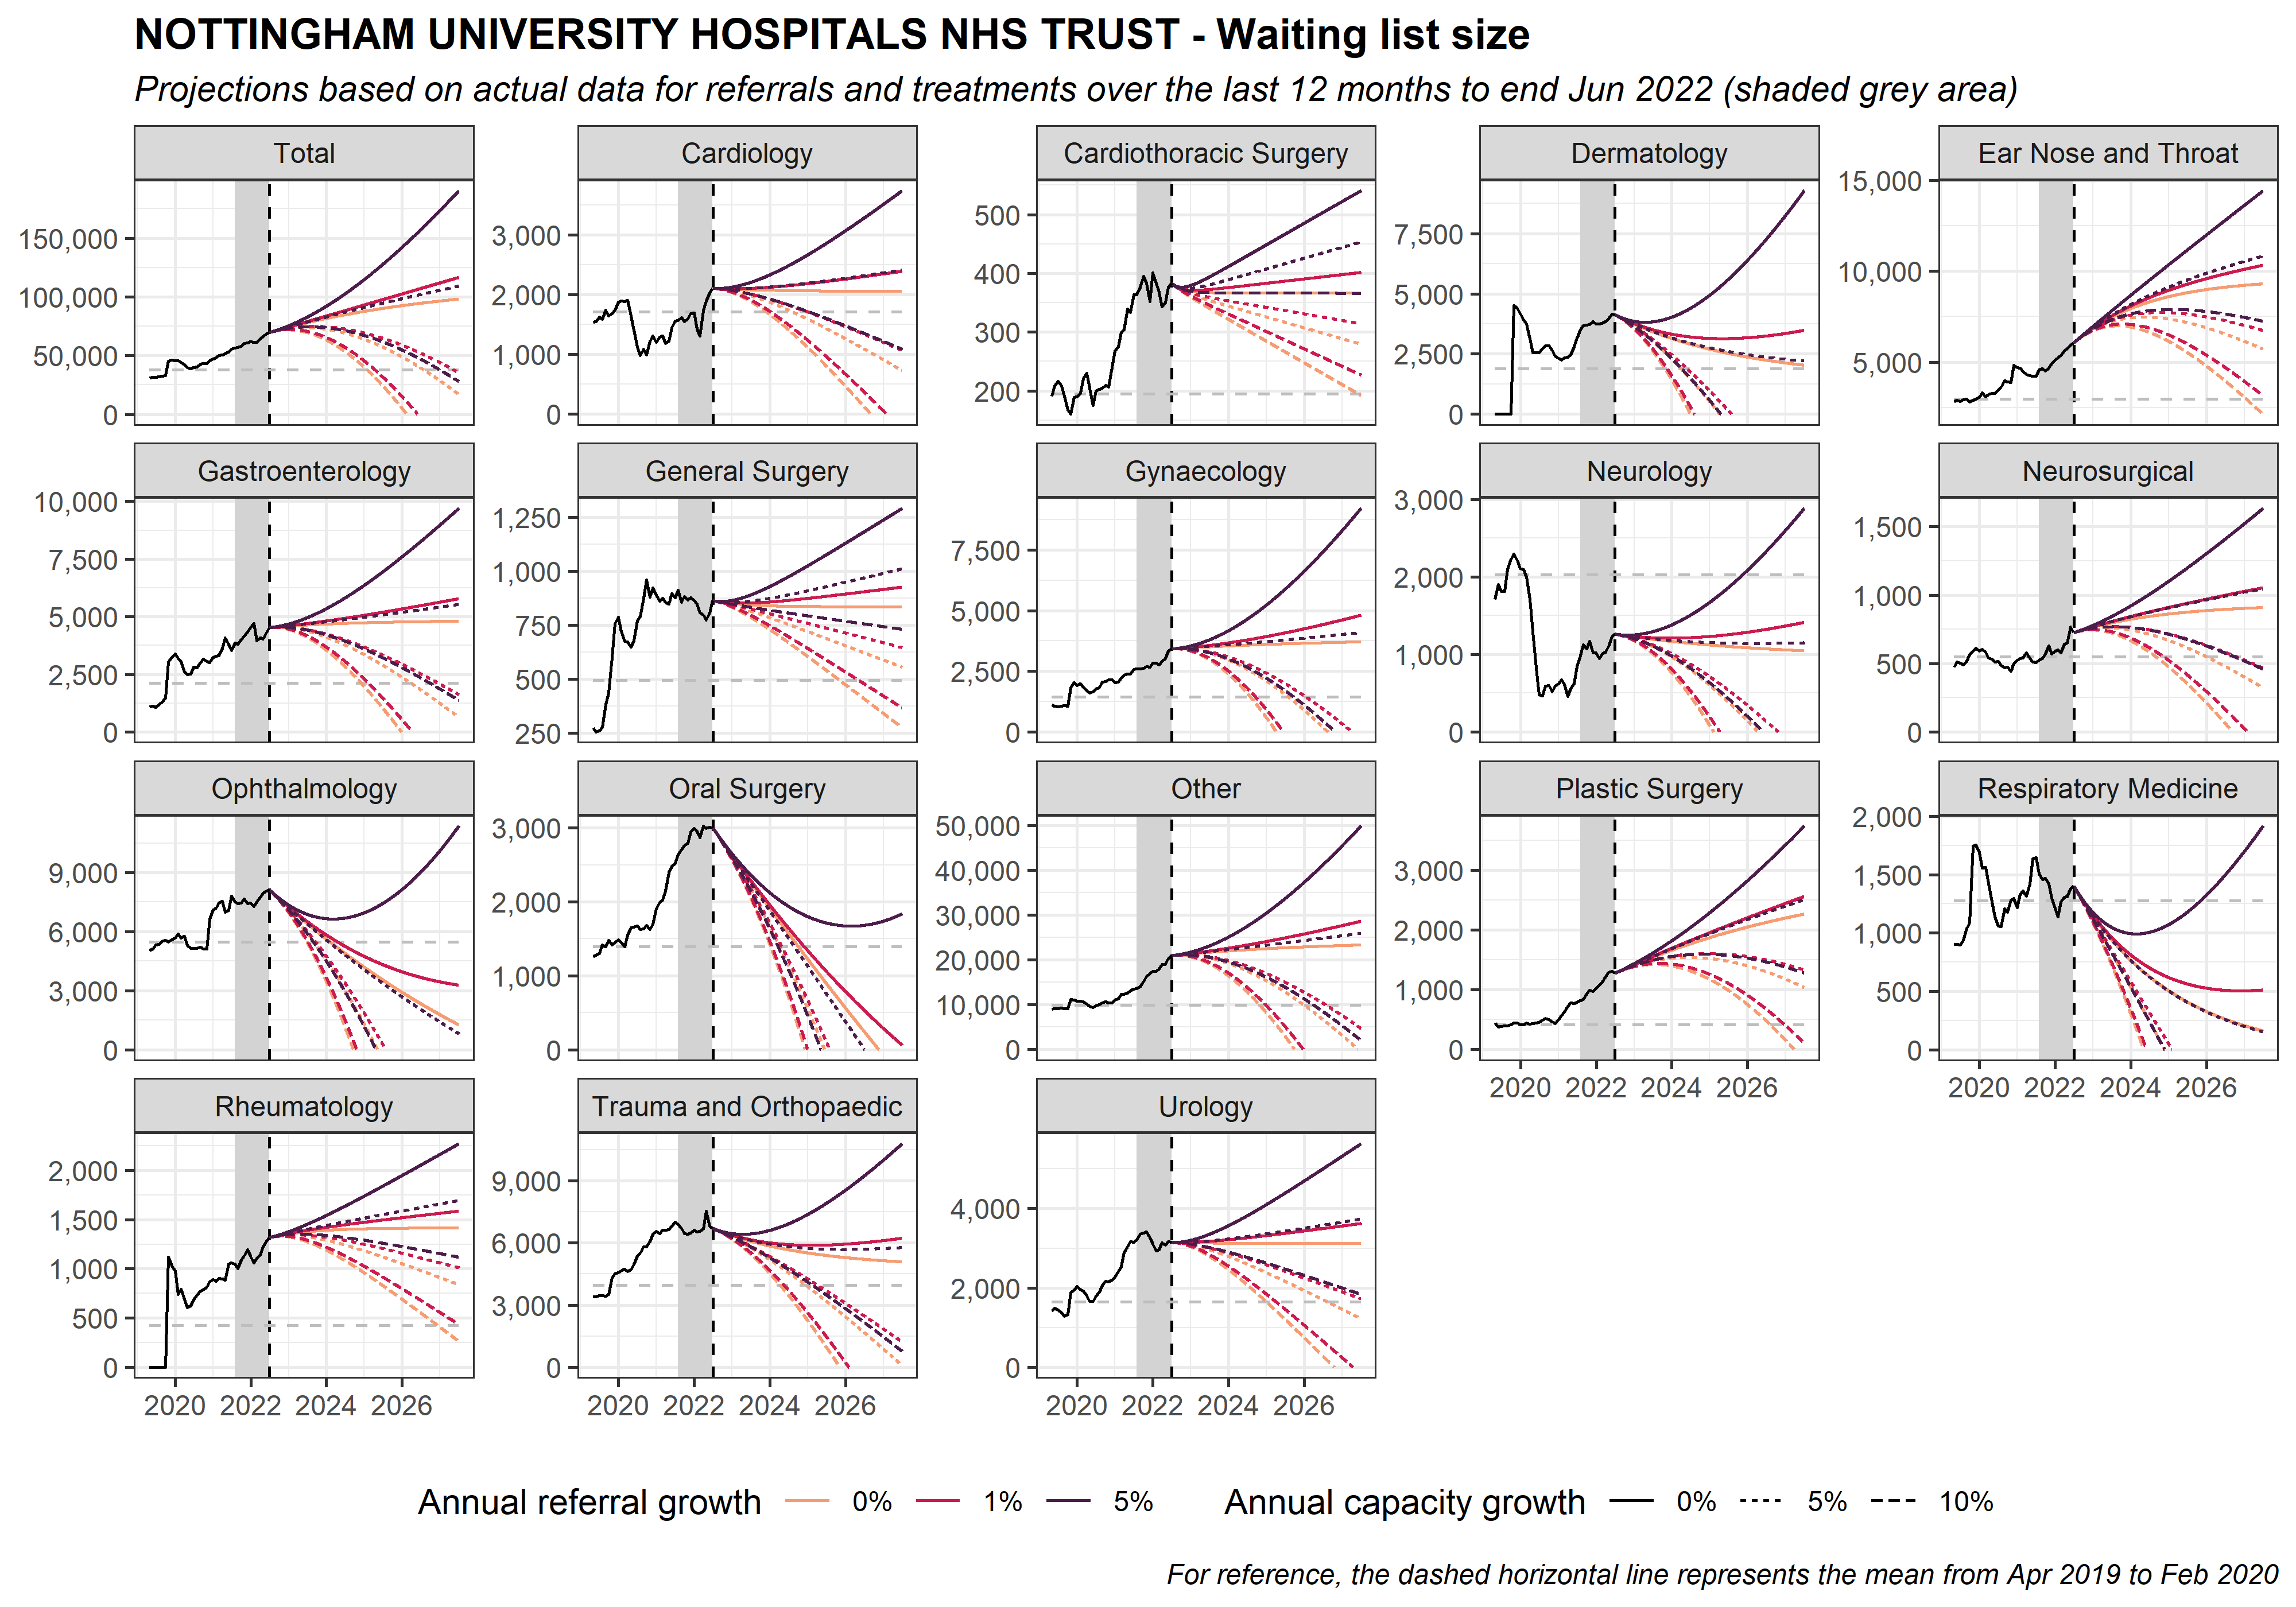 NOTTINGHAM UNIVERSITY HOSPITALS NHS TRUST - Waiting list size
Projections based on actual data for referrals and treatments over the last 12 months to end Jun 2022 (shaded grey area)
Total
150,000
100,000
50,000
0
Cardiology
3,000
2,000
1,000
0
Cardiothoracic Surgery
500
400
300
200
Dermatology
7,500
5,000
2,500
0
Ear Nose and Throat
15,000
10,000
5,000
Gastroenterology
10,000
7,500
5,000
2,500
0
General Surgery
1,250
1,000
750
500
250
Gynaecology
7,500
5,000
2,500
0
Neurology
3,000
2,000
1,000
0
Neurosurgical
1,500
1,000
500
0
Ophthalmology
9,000
6,000
3,000
0
Oral Surgery
3,000
2,000
1,000
0
Other
50,000
40,000
30,000
20,000
10,000
0
Plastic Surgery
3,000
2,000
1,000
0
2020 2022 2024 2026
Respiratory Medicine
2,000
1,500
1,000
500
0
2020 2022 2024 2026
Rheumatology
2,000
1,500
1,000
500
0
2020 2022 2024 2026
Trauma and Orthopaedic
9,000
6,000
3,000
0
2020 2022 2024 2026
Urology
4,000
2,000
0
2020 2022 2024 2026
Annual referral growth 0% 1% 5% Annual capacity growth 0% 5% 10%
For reference, the dashed horizontal line represents the mean from Apr 2019 to Feb 2020